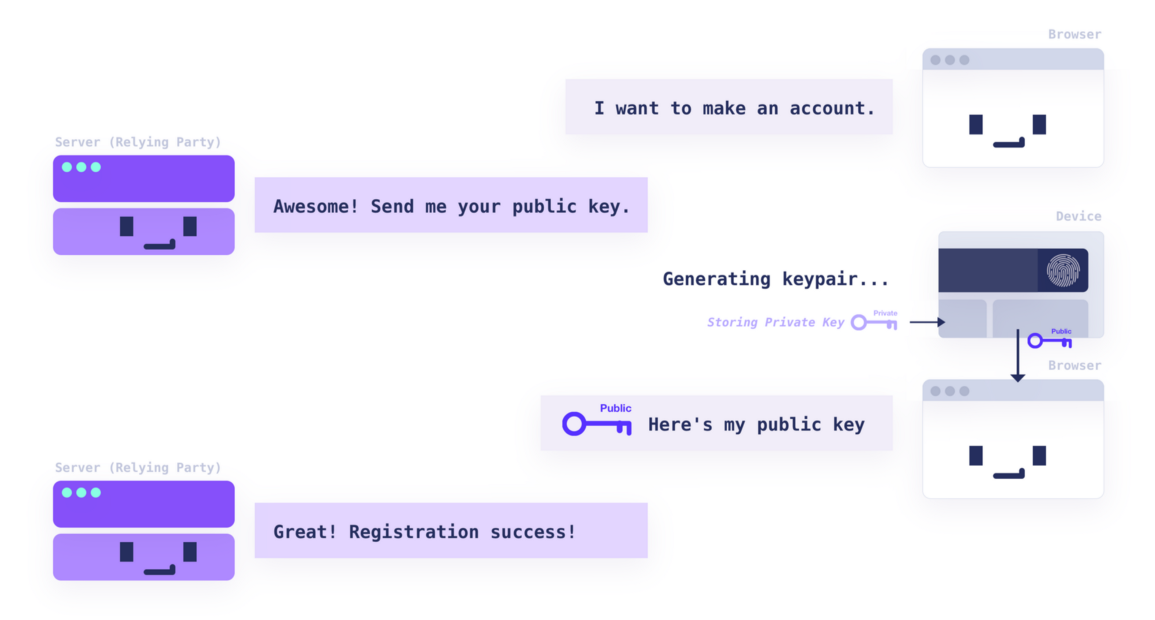 Browser
I want to make an account.
Server (Relying Party)
Awesome! Send me your public key.
Device
Generating keypair...
Storing Private Key
Private
Public
Browser
Public
Here's my public key
Server (Relying Party)
Great! Registration success!